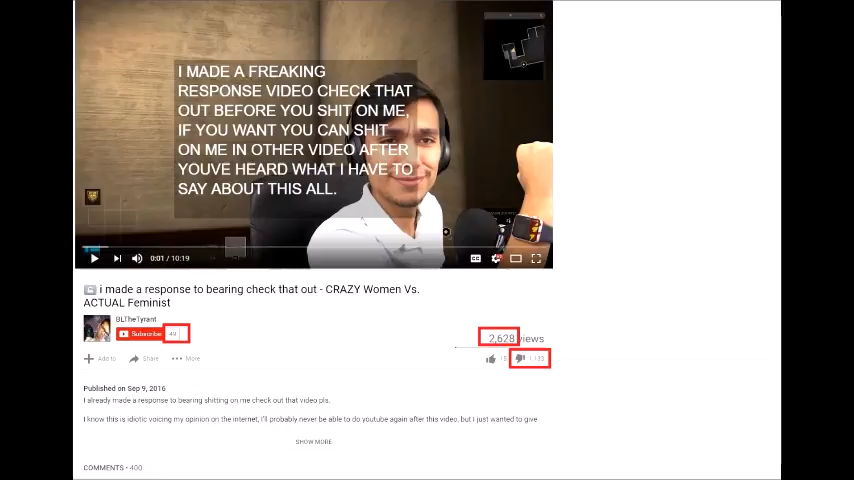 I MADE A FREAKING
RESPONSE VIDEO CHECK THAT
OUT BEFORE YOU SHIT ON ME,
IF YOU WANT YOU CAN SHIT
ON ME IN OTHER VIDEO AFTER
YOUVE HEARD WHAT I HAVE TO
SAY ABOUT THIS ALL.
0:01 / 10:19
i made a response to bearing check that out - CRAZY Women Vs.
ACTUAL Feminist
BLTheTyrant
Subscribe 49
2,628 views
Add to Share More
1,133
Published on Sep 9, 2016
I already made a response to bearing shitting on me check out that video pls.
I know this is idiotic voicing my opinion on the internet, I'll probably never be able to do youtube again after this video, but I just wanted to give
SHOW MORE
COMMENTS • 400